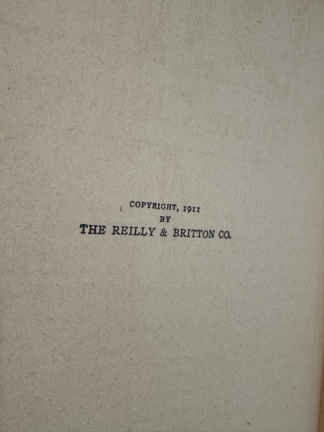 COPYRIGHT, 1911
BY
THE REILLY & BRITTON CO.